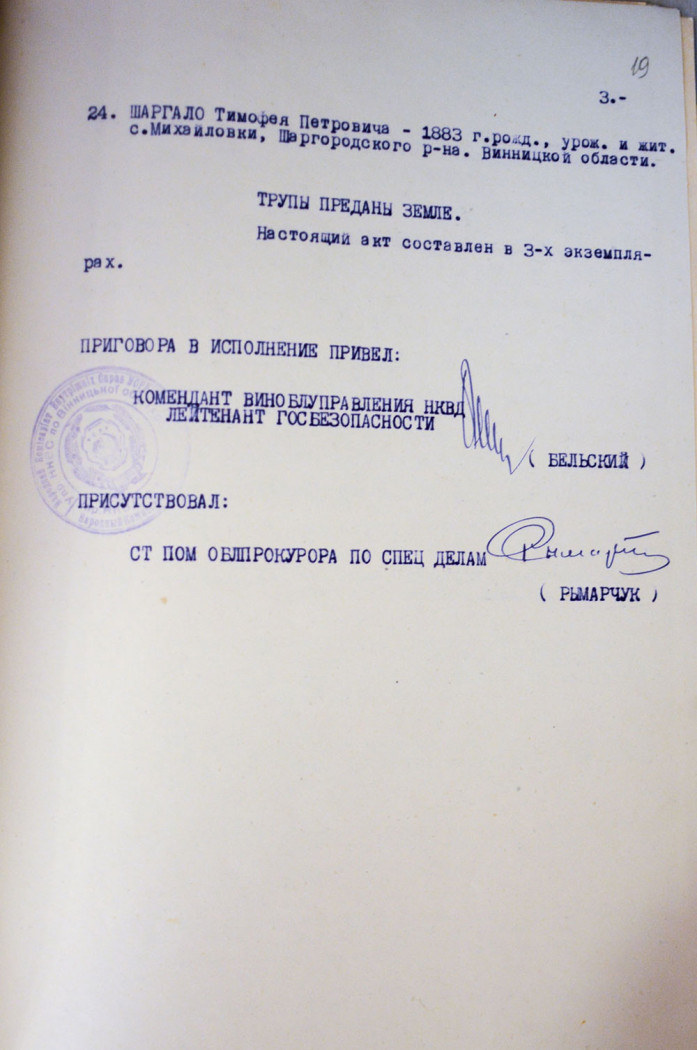 19
3.-
24. ШАРГАЛО Тимофея Петровича - 1883 г.рожд., урож. и жит.
с.Михайловки, Шаргородского р-на. Винницкой области.
ТРУПЫ ПРЕДАНЫ ЗЕМЛЕ.
Настоящий акт составлен в 3-х экземпля-
рах.
ПРИГОВОРА В ИСПОЛНЕНИЕ ПРИВЕЛ:
КОМЕНДАНТ ВИНОБЛУПРАВЛЕНИЯ НКВД
ЛЕЙТЕНАНТ ГОСБЕЗОПАСНОСТИ
( БЕЛЬСКИЙ )
ПРИСУТСТВОВАЛ:
СТ ПОМ ОБЛПРОКУРОРА ПО СПЕЦ ДЕЛАМ
( РЫМАРЧУК )